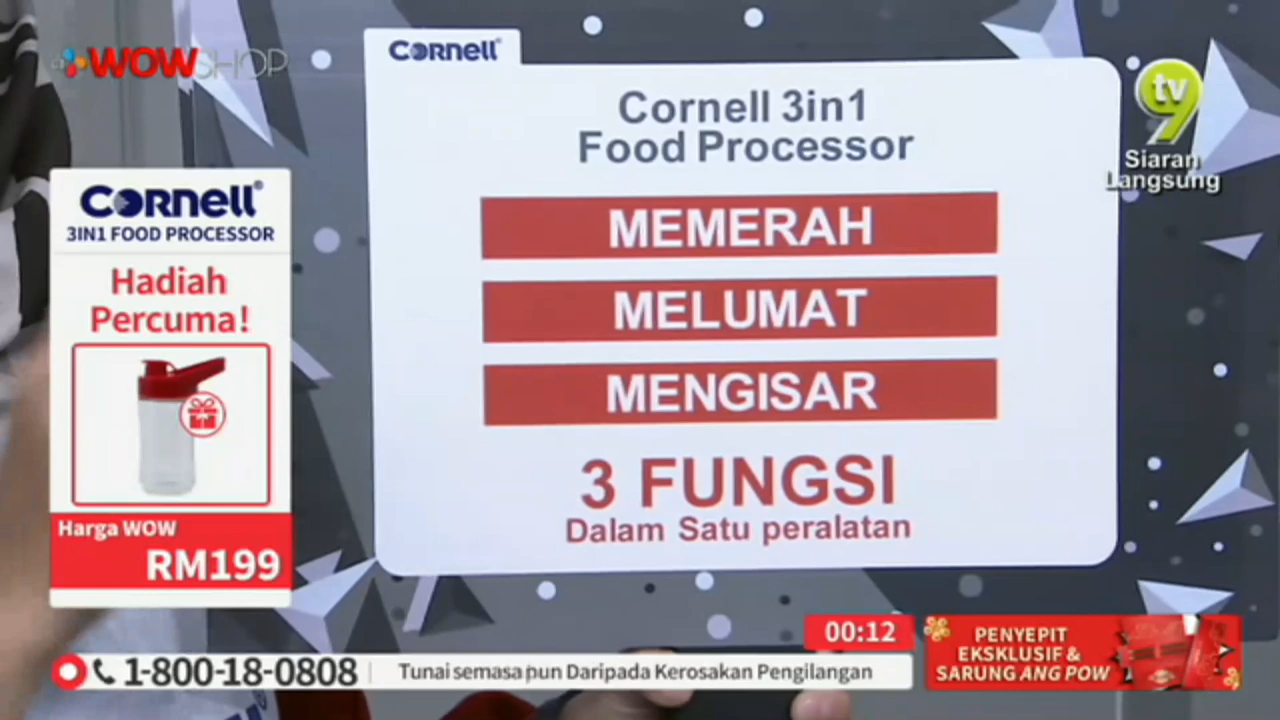 WOWSHOP
Cornell
Cornell 3in1
Food Processor
MEMERAH
MELUMAT
MENGISAR
3 FUNGSI
Dalam Satu peralatan
tv9
Siaran
Langsung
Cornell
3IN1 FOOD PROCESSOR
Hadiah
Percuma!
Harga WOW
RM199
00:12
1-800-18-0808
Tunai semasa pun Daripada Kerosakan Pengilangan
PENYEPIT
EKSKLUSIF &
SARUNG ANG POW